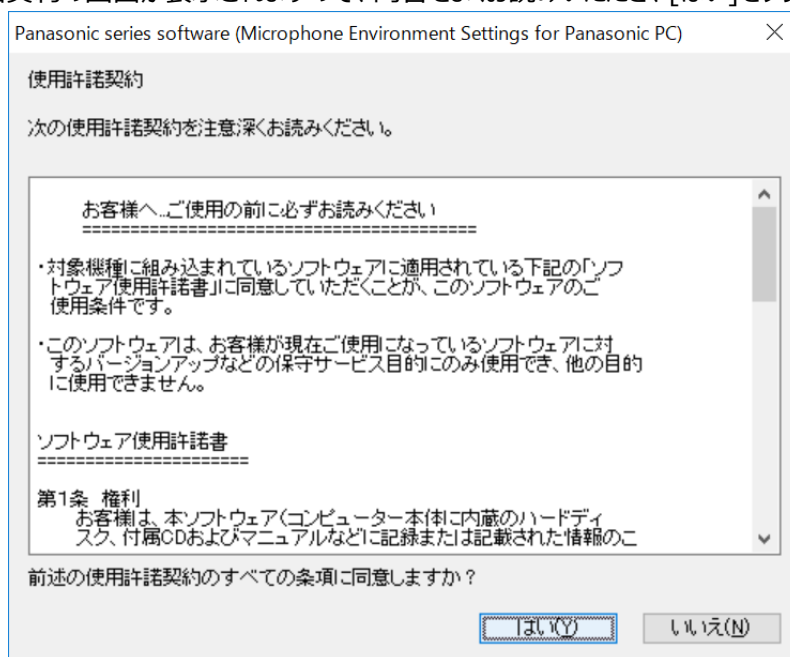 Panasonic series software (Microphone Environment Settings for Panasonic PC)
使用許諾契約
次の使用許諾契約を注意深くお読みください。
お客様へ…ご使用の前に必ずお読みください
=========================================
・対象機種に組み込まれているソフトウェアに適用されている下記の「ソフ
トウェア使用許諾書」に同意していただくことが、このソフトウェアのご
使用条件です。
・このソフトウェアは、お客様が現在ご使用になっているソフトウェアに対
するバージョンアップなどの保守サービス目的にのみ使用でき、他の目的
に使用できません。
ソフトウェア使用許諾書
======================
第1条 権利
お客様は、本ソフトウェア(コンピューター本体に内蔵のハードディ
スク、付属CDおよびマニュアルなどに記録または記載された情報のこ
前述の使用許諾契約のすべての条項に同意しますか?
はい(Y) いいえ(N)